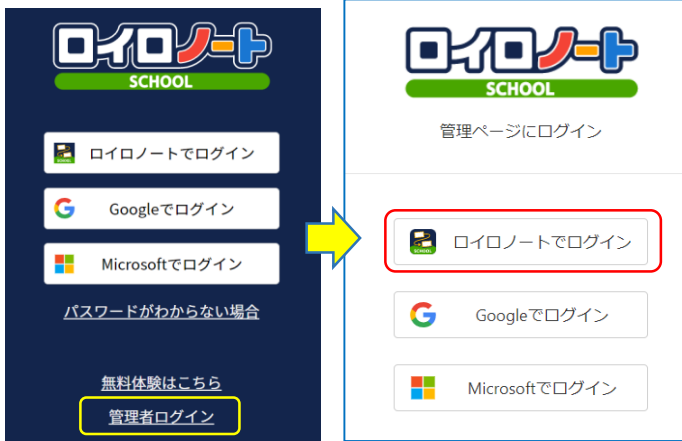 ロイロノート
SCHOOL
ロイロノートでログイン
Googleでログイン
Microsoftでログイン
パスワードがわからない場合
無料体験はこちら
管理者ログイン
ロイロノート
SCHOOL
管理ページにログイン
ロイロノートでログイン
Googleでログイン
Microsoftでログイン